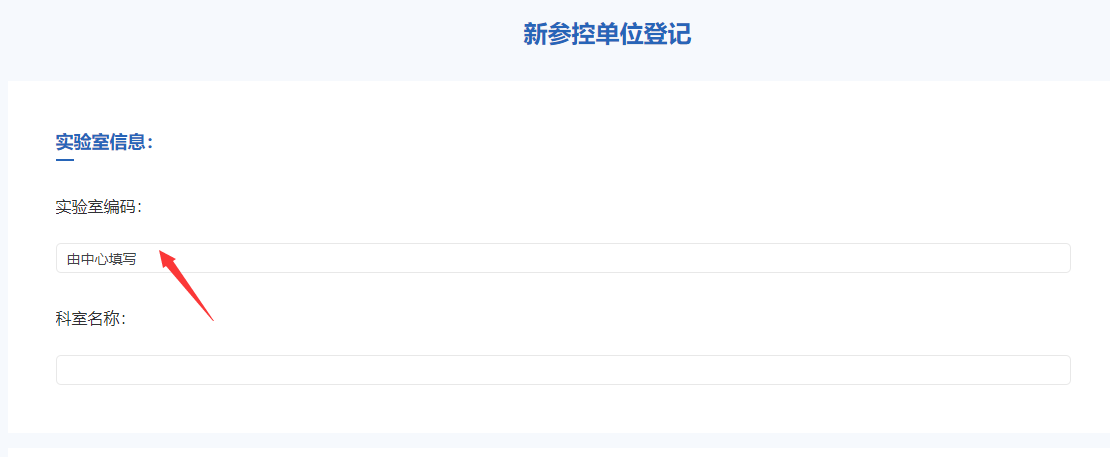 新参控单位登记
实验室信息：
实验室编码：
由中心填写
科室名称：